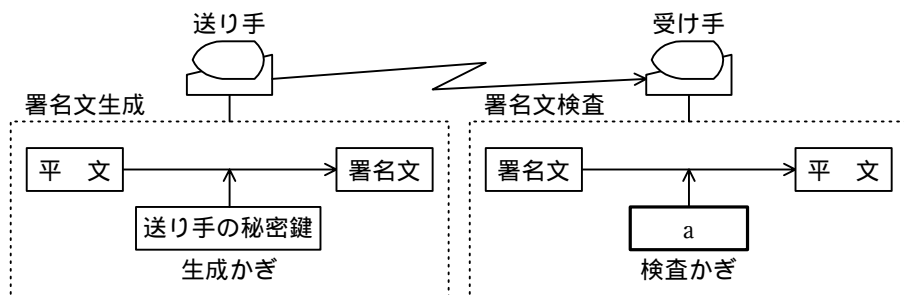 送り手
受け手
署名文生成
署名文検査
平　文
署名文
署名文
平　文
送り手の秘密鍵
a
生成かぎ
検査かぎ